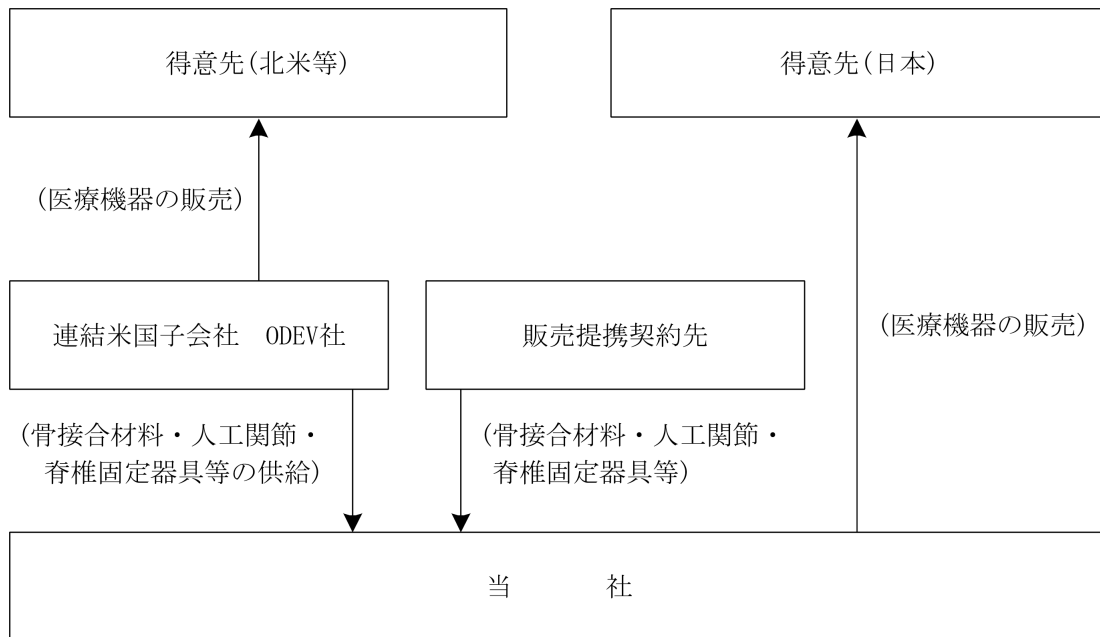 得意先(北米等)
得意先(日本)
(医療機器の販売)
連結米国子会社　ODEV社
販売提携契約先
(医療機器の販売)
(骨接合材料・人工関節・
脊椎固定器具等の供給)
(骨接合材料・人工関節・
脊椎固定器具等)
当　　　社